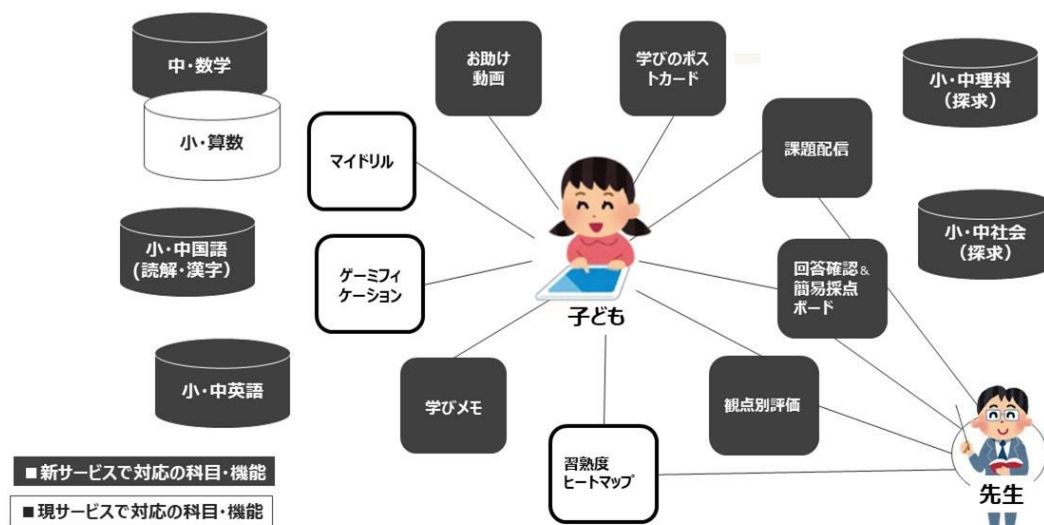 中・数学
小・算数
小・中国語
(読解・漢字)
小・中英語
お助け
動画
学びのポス
トカード
マイドリル
ゲーミフィ
ケーション
学びメモ
習熟度
ヒートマップ
子ども
課題配信
回答確認&
簡易採点
ボード
観点別評価
小・中理科
(探求)
小・中社会
(探求)
先生
■新サービスで対応の科目・機能
■現サービスで対応の科目・機能